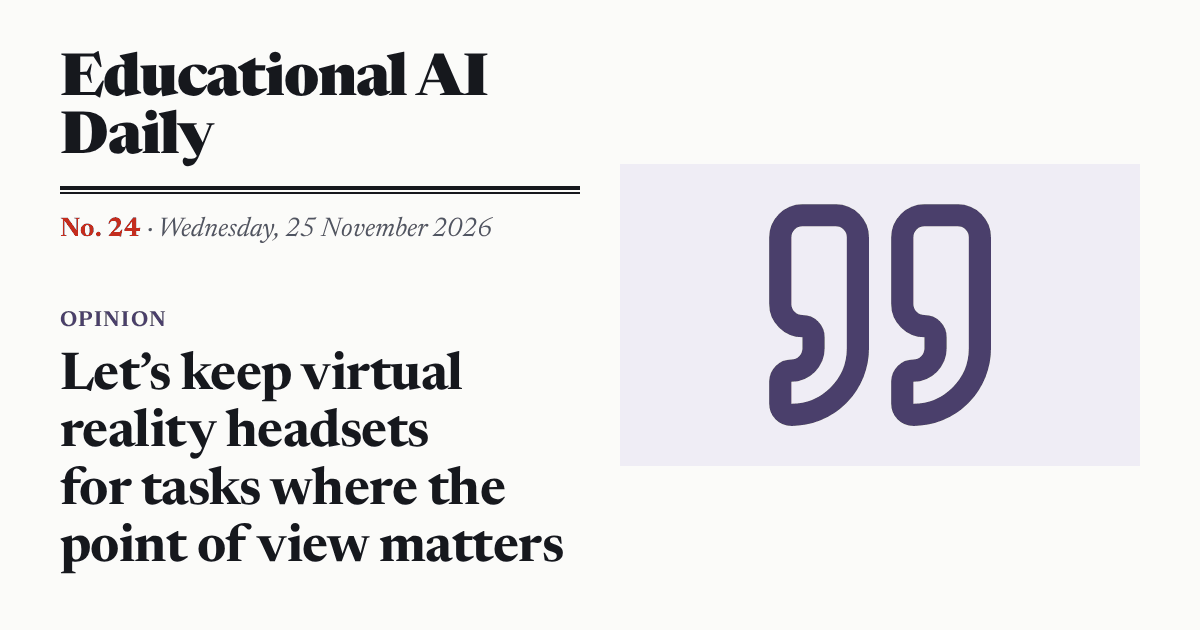 Educational AI
Daily
No. 24 · Wednesday, 25 November 2026
OPINION
Let’s keep virtual
reality headsets
for tasks where the
point of view matters